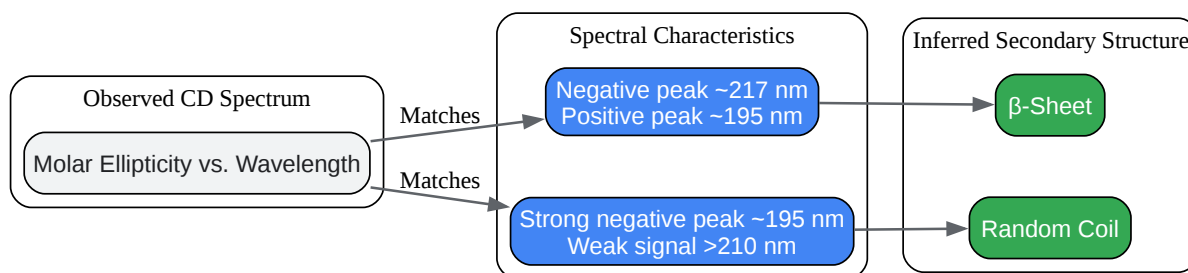 Observed CD Spectrum
Molar Ellipticity vs. Wavelength
Matches
Matches
Spectral Characteristics
Negative peak ~217 nm
Positive peak ~195 nm
Strong negative peak ~195 nm
Weak signal >210 nm
Inferred Secondary Structure
β-Sheet
Random Coil